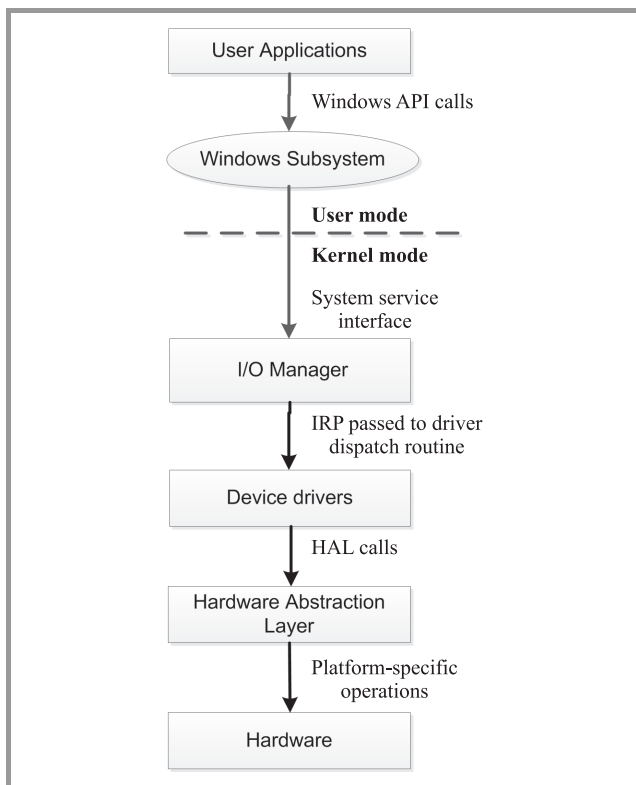 User Applications
Windows API calls
Windows Subsystem
User mode
Kernel mode
System service
interface
I/O Manager
IRP passed to driver
dispatch routine
Device drivers
HAL calls
Hardware Abstraction
Layer
Platform-specific
operations
Hardware